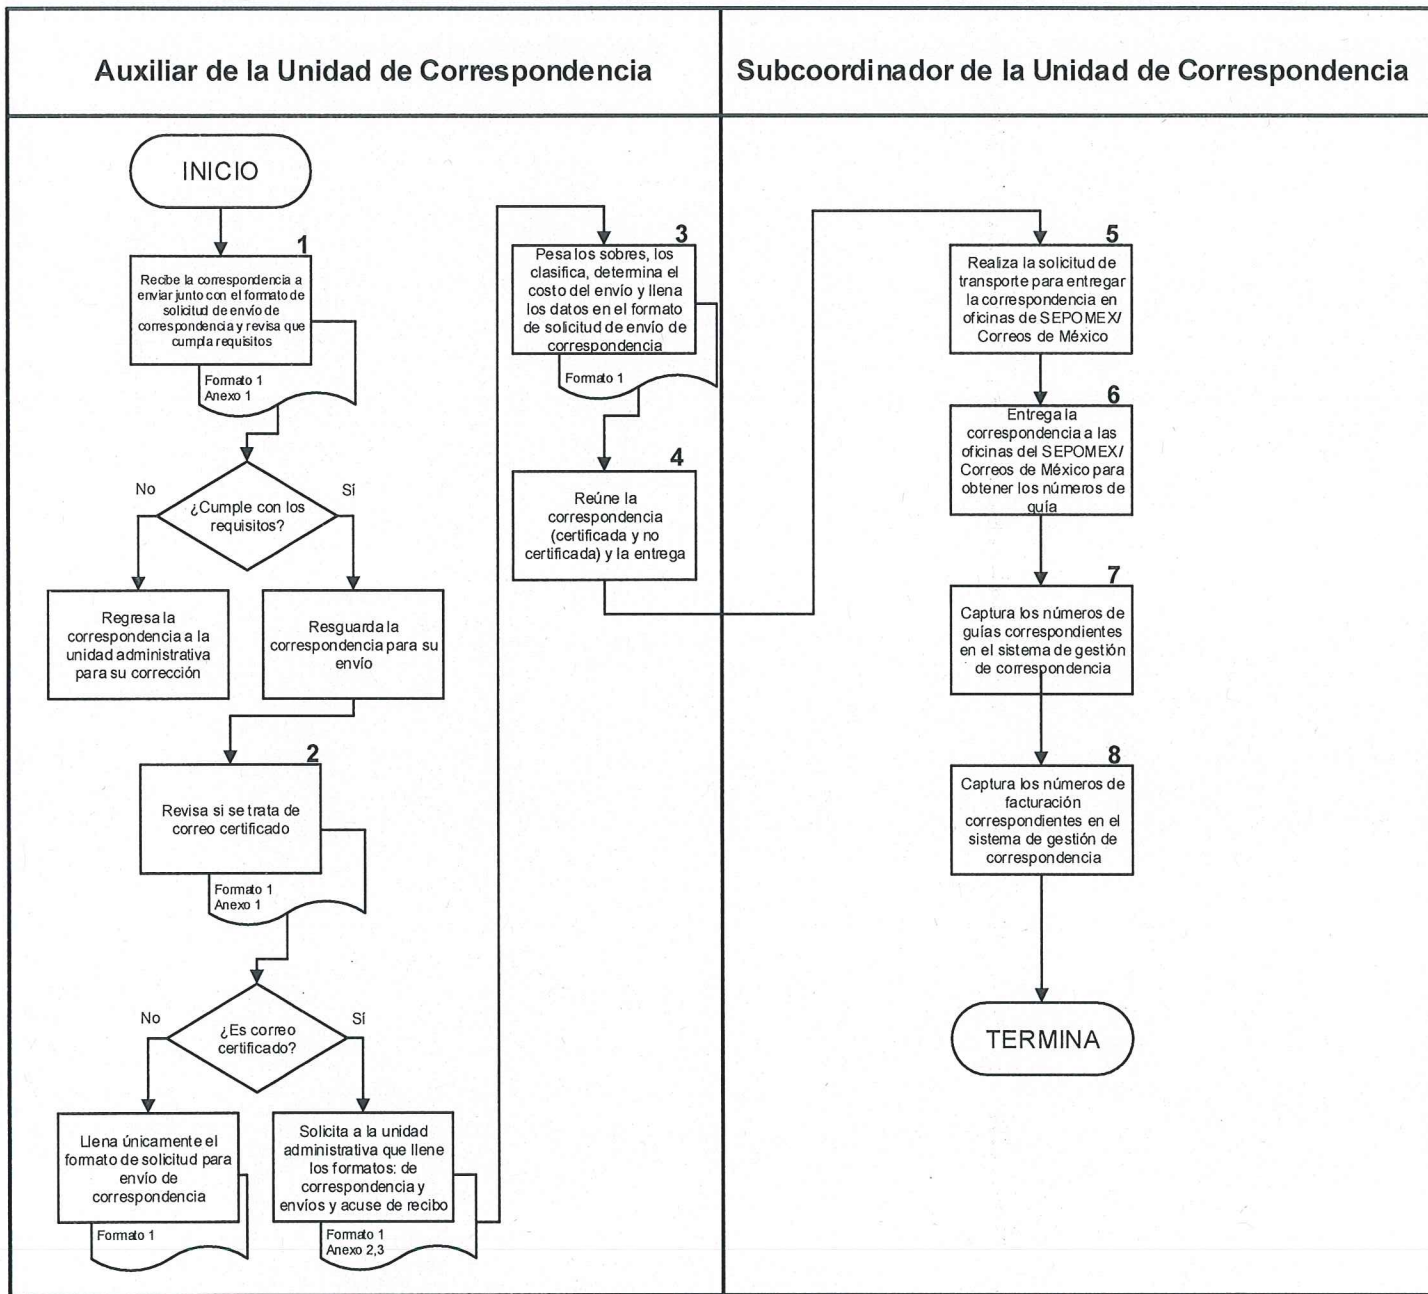 Auxiliar de la Unidad de Correspondencia
Subcoordinador de la Unidad de Correspondencia
INICIO
1
Recibe la correspondencia a
enviar junto con el formato de
solicitud de envío de
correspondencia y revisa que
cumpla requisitos
Formato 1
Anexo 1
¿Cumple con los
requisitos?
No
Sí
Regresa la
correspondencia a la
unidad administrativa
para su corrección
Resguarda la
correspondencia para su
envío
2
Revisa si se trata de
correo certificado
Formato 1
Anexo 1
¿Es correo
certificado?
No
Sí
Llena únicamente el
formato de solicitud para
envío de
correspondencia
Formato 1
Solicita a la unidad
administrativa que llene
los formatos: de
correspondencia y
envíos y acuse de recibo
Formato 1
Anexo 2,3
3
Pesa los sobres, los
clasifica, determina el
costo del envío y llena
los datos en el formato
de solicitud de envío de
correspondencia
Formato 1
4
Reúne la
correspondencia
(certificada y no
certificada) y la entrega
5
Realiza la solicitud de
transporte para entregar
la correspondencia en
oficinas de SEPOMEX/
Correos de México
6
Entrega la
correspondencia a las
oficinas del SEPOMEX/
Correos de México para
obtener los números de
guía
7
Captura los números de
guías correspondientes
en el sistema de gestión
de correspondencia
8
Captura los números de
facturación
correspondientes en el
sistema de gestión de
correspondencia
TERMINA